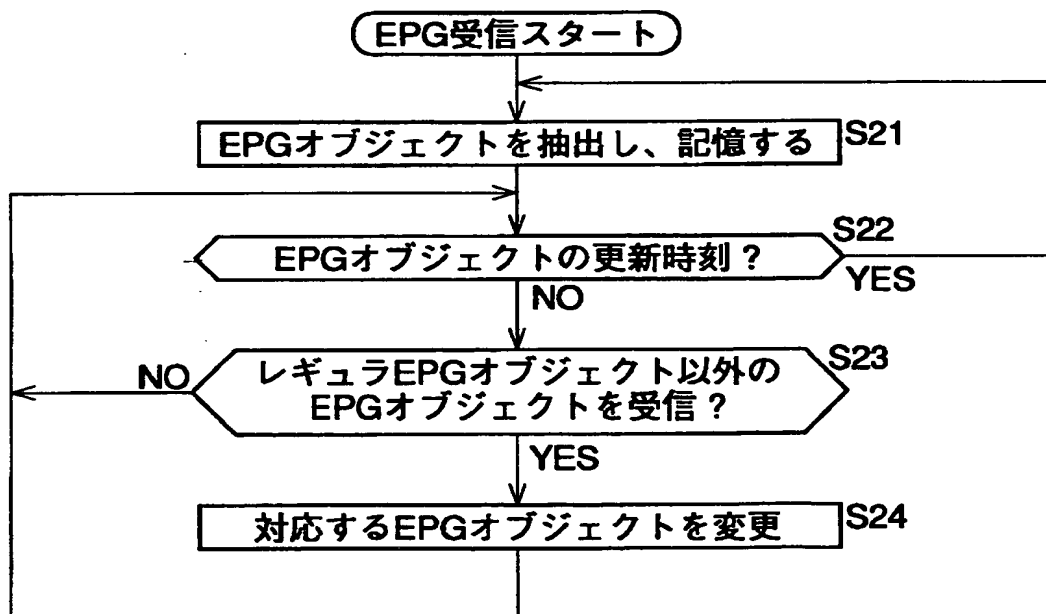 EPG受信スタート
EPGオブジェクトを抽出し、記憶する
S21
EPGオブジェクトの更新時刻？
S22
YES
NO
レギュラEPGオブジェクト以外の
EPGオブジェクトを受信？
S23
NO
YES
対応するEPGオブジェクトを変更
S24